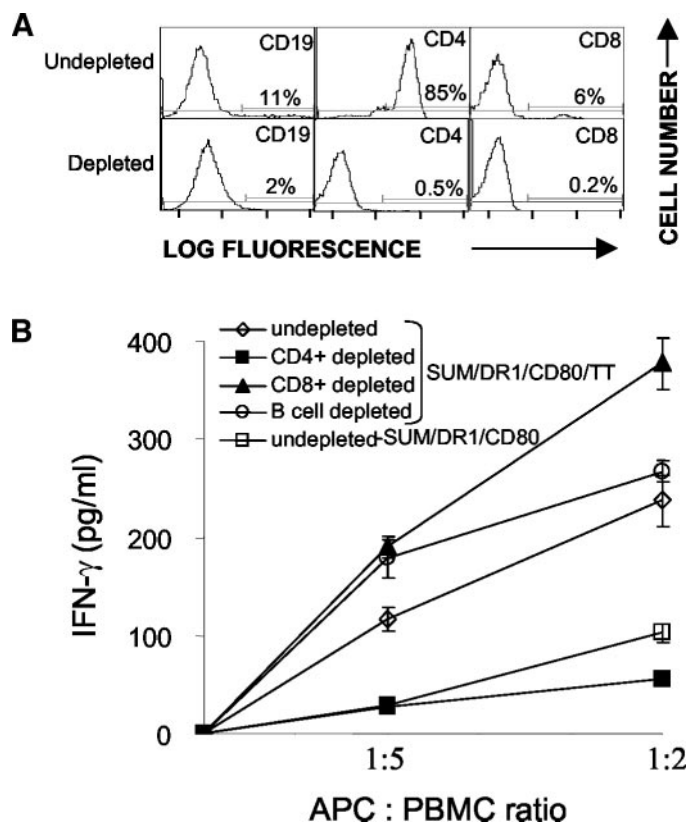 A
Undepleted
CD19
11%
CD4
85%
CD8
6%
Depleted
CD19
2%
CD4
0.5%
CD8
0.2%
LOG FLUORESCENCE
CELL NUMBER
B
undepleted
CD4+ depleted
CD8+ depleted
B cell depleted
SUM/DR1/CD80/TT
undepleted-SUM/DR1/CD80
400
300
200
100
0
IFN-γ (pg/ml)
1:5
1:2
APC : PBMC ratio